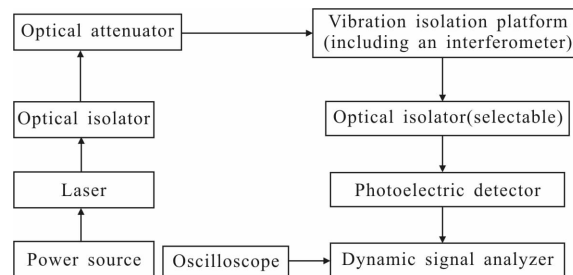 Optical attenuator
Vibration isolation platform
(including an interferometer)
Optical isolator
Optical isolator(selectable)
Laser
Photoelectric detector
Power source
Oscilloscope
Dynamic signal analyzer